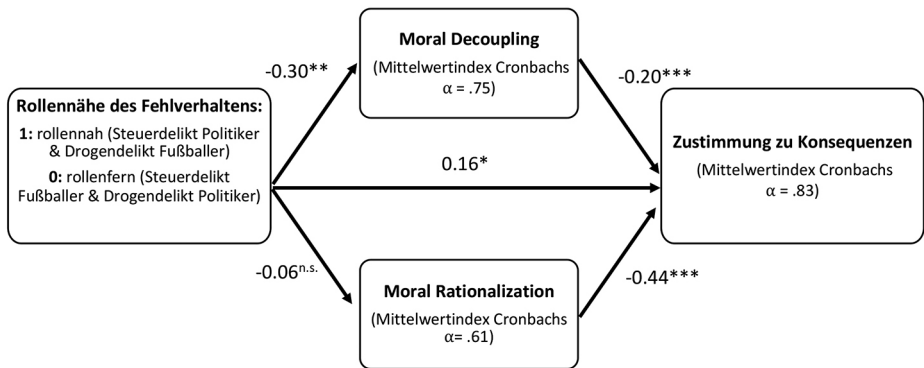 Moral Decoupling
(Mittelwertindex Cronbachs
α = .75)
-0.30**
-0.20***
Rollennähe des Fehlverhaltens:
1: rollennah (Steuerdelikt Politiker
& Drogendelikt Fußballer)
0: rollenfern (Steuerdelikt
Fußballer & Drogendelikt Politiker)
0.16*
Zustimmung zu Konsequenzen
(Mittelwertindex Cronbachs
α = .83)
-0.06n.s.
-0.44***
Moral Rationalization
(Mittelwertindex Cronbachs
α= .61)